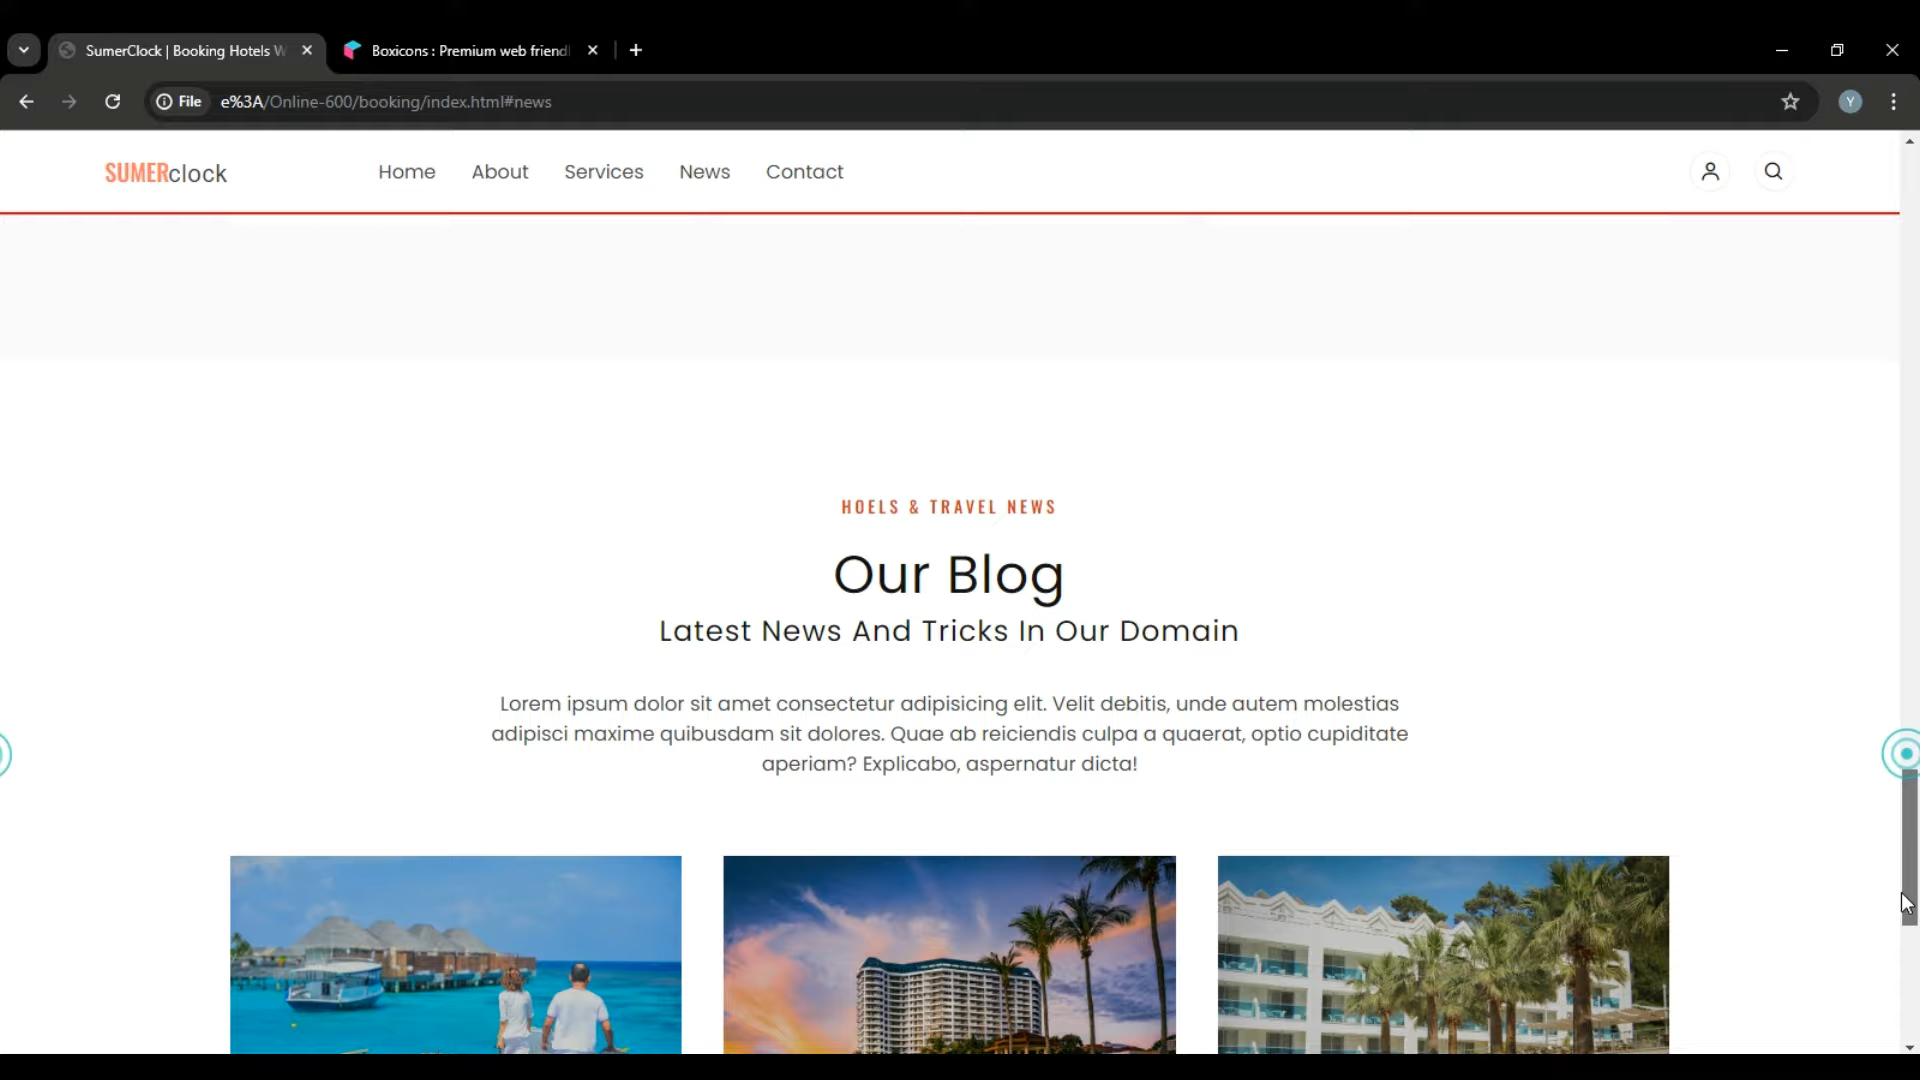 SumerClock | Booking Hotels W
Boxicons : Premium web friend
File
e%3A/Online-600/booking/index.html#news
Y
SUMERclock
Home
About
Services
News
Contact
HOELS & TRAVEL NEWS
Our Blog
Latest News And Tricks In Our Domain
Lorem ipsum dolor sit amet consectetur adipisicing elit. Velit debitis, unde autem molestias
adipisci maxime quibusdam sit dolores. Quae ab reiciendis culpa a quaerat, optio cupiditate
aperiam? Explicabo, aspernatur dicta!